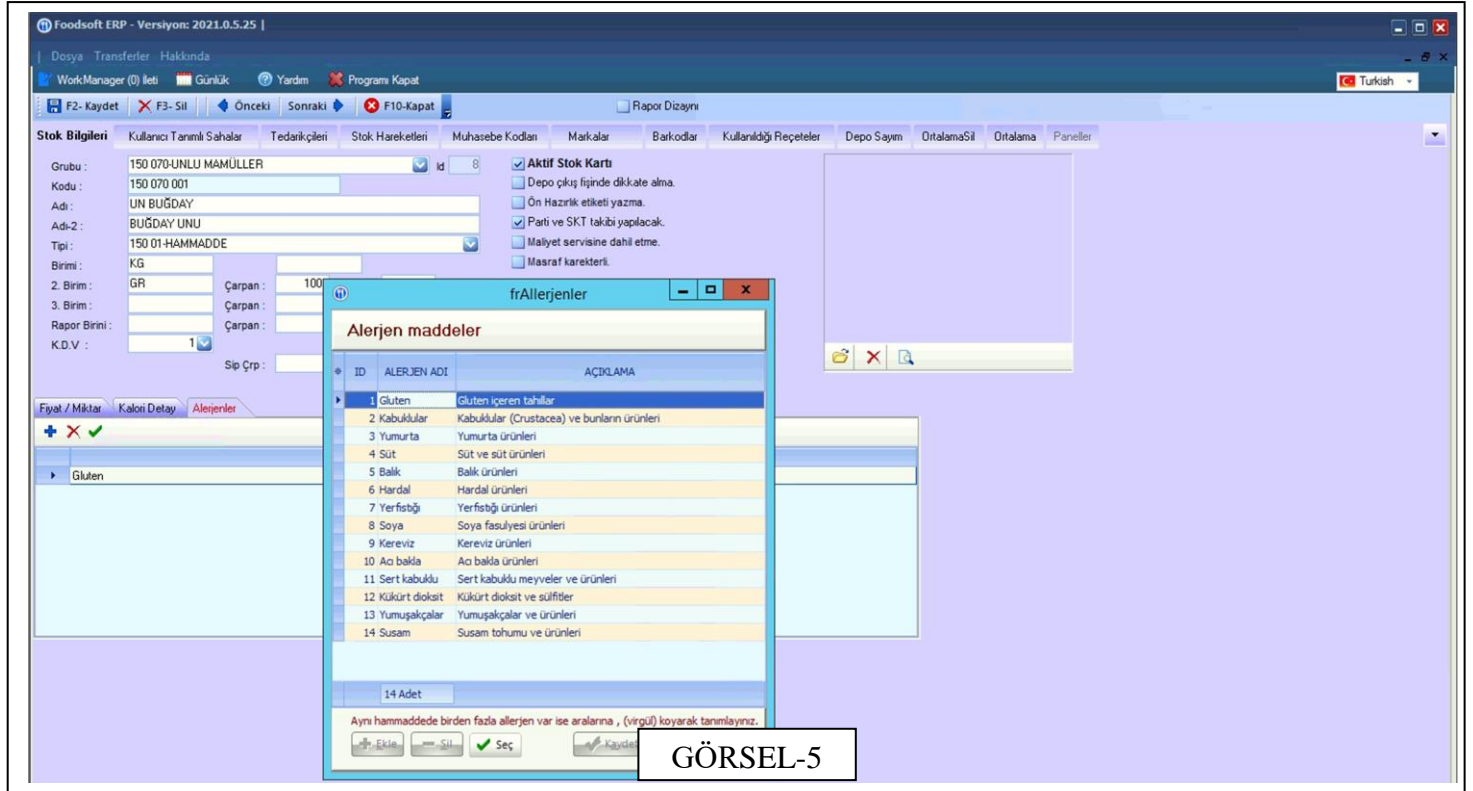 Foodsoft ERP - Versiyon: 2021.0.5.25 |
| Dosya Transferler Hakkında
WorkManager (0) İleti Günlük Yardım Programı Kapat Turkish
F2- Kaydet F3- Sil Önceki Sonraki F10-Kapat Rapor Dizaynı
Stok Bilgileri Kullanıcı Tanımlı Sahalar Tedarikçileri Stok Hareketleri Muhasebe Kodları Markalar Barkodlar Kullanıldığı Reçeteler Depo Sayım OrtalamaSil Ortalama Paneller
Grubu : 150 070-UNLU MAMÜLLER Id 8 Aktif Stok Kartı
Kodu : 150 070 001 Depo çıkış fişinde dikkate alma.
Adı : UN BUĞDAY Ön Hazırlık etiketi yazma.
Adı-2 : BUĞDAY UNU Parti ve SKT takibi yapılacak.
Tipi : 150 01-HAMMADDE Maliyet servisine dahil etme.
Birimi : KG Masraf karekterli.
2. Birim : GR Çarpan :
3. Birim : Çarpan :
Rapor Birini : Çarpan :
K.D.V : 1
Sip Çrp :
Fiyat / Miktar Kalori Detay Alerjenler
Gluten
frAllerjenler
Alerjen maddeler
ID ALERJEN ADI AÇIKLAMA
1 Gluten Gluten içeren tahıllar
2 Kabuklular Kabuklular (Crustacea) ve bunların ürünleri
3 Yumurta Yumurta ürünleri
4 Süt Süt ve süt ürünleri
5 Balık Balık ürünleri
6 Hardal Hardal ürünleri
7 Yerfıstığı Yerfıstığı ürünleri
8 Soya Soya fasulyesi ürünleri
9 Kereviz Kereviz ürünleri
10 Acı bakla Acı bakla ürünleri
11 Sert kabuklu Sert kabuklu meyveler ve ürünleri
12 Kükürt dioksit Kükürt dioksit ve sülfitler
13 Yumuşakçalar Yumuşakçalar ve ürünleri
14 Susam Susam tohumu ve ürünleri
14 Adet
Aynı hammaddede birden fazla allerjen var ise aralarına , (virgül) koyarak tanımlayınız.
Ekle Sil Seç Kaydet
GÖRSEL-5